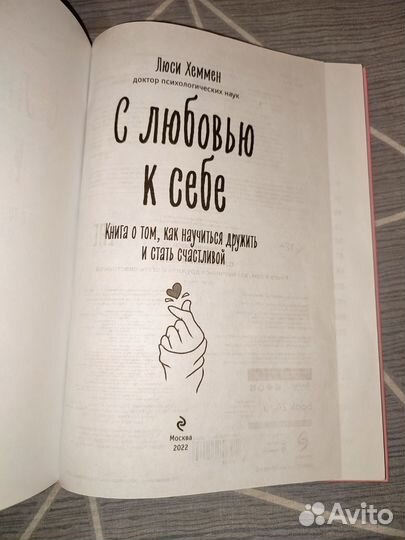 Люси Хеммен
доктор психологических наук
С любовью
к себе
Книга о том, как научиться дружить
и стать счастливой
Москва
2022
Avito